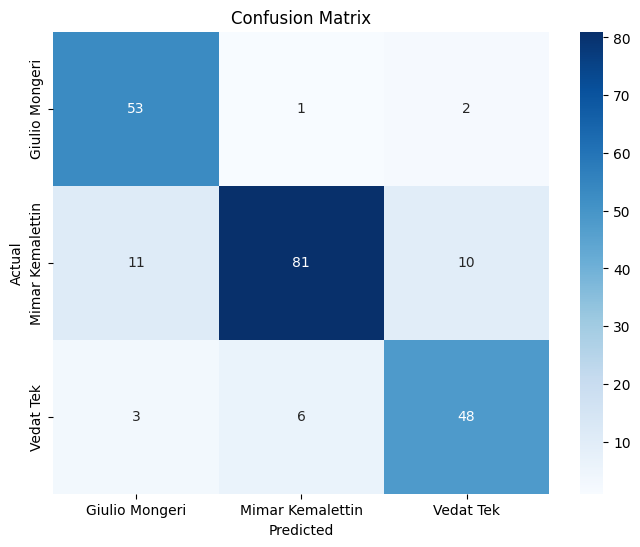 Confusion Matrix
Actual
Giulio Mongeri
53
1
2
Mimar Kemalettin
11
81
10
Vedat Tek
3
6
48
Giulio Mongeri
Mimar Kemalettin
Vedat Tek
Predicted
80
70
60
50
40
30
20
10